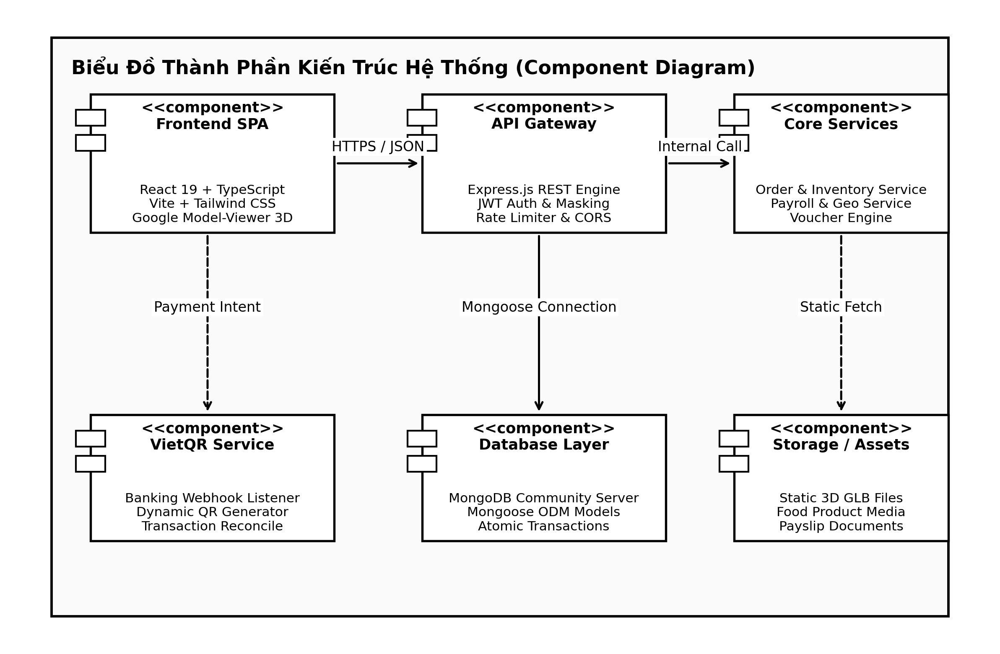 Biểu Đồ Thành Phần Kiến Trúc Hệ Thống (Component Diagram)
<<component>>
Frontend SPA
React 19 + TypeScript
Vite + Tailwind CSS
Google Model-Viewer 3D
HTTPS / JSON
<<component>>
API Gateway
Express.js REST Engine
JWT Auth & Masking
Rate Limiter & CORS
Internal Call
<<component>>
Core Services
Order & Inventory Service
Payroll & Geo Service
Voucher Engine
Payment Intent
Mongoose Connection
Static Fetch
<<component>>
VietQR Service
Banking Webhook Listener
Dynamic QR Generator
Transaction Reconcile
<<component>>
Database Layer
MongoDB Community Server
Mongoose ODM Models
Atomic Transactions
<<component>>
Storage / Assets
Static 3D GLB Files
Food Product Media
Payslip Documents